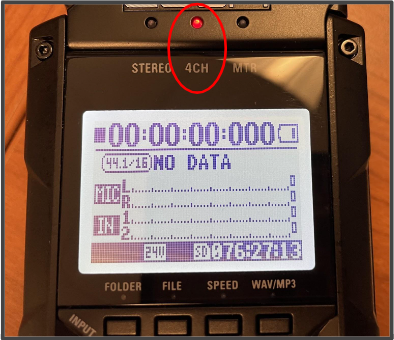 STEREO 4CH MTR
00:00:00:000
44.1/16 NO DATA
MIC L
R
IN 1
2
24V SD 076:27:13
FOLDER FILE SPEED WAV/MP3
INPUT